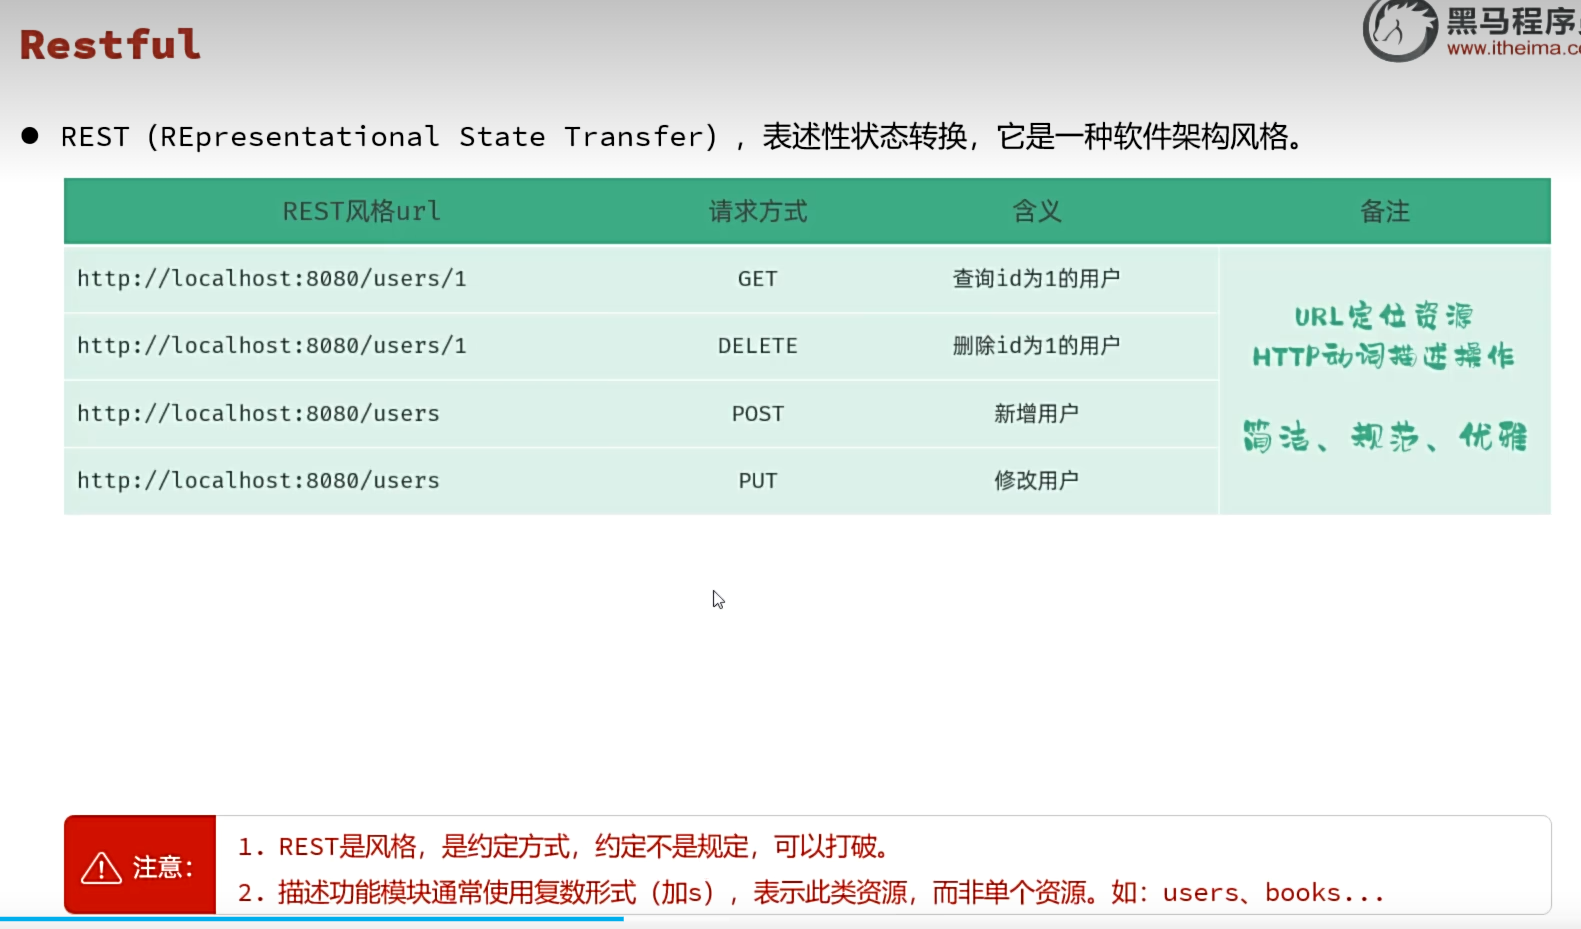 Restful
黑马程序
www.itheima.c
● REST（REpresentational State Transfer），表述性状态转换，它是一种软件架构风格。
REST风格url 请求方式 含义 备注
http://localhost:8080/users/1 GET 查询id为1的用户
http://localhost:8080/users/1 DELETE 删除id为1的用户
http://localhost:8080/users POST 新增用户
http://localhost:8080/users PUT 修改用户
URL定位资源
HTTP动词描述操作
简洁、规范、优雅
注意：
1. REST是风格，是约定方式，约定不是规定，可以打破。
2. 描述功能模块通常使用复数形式（加s），表示此类资源，而非单个资源。如：users、books...